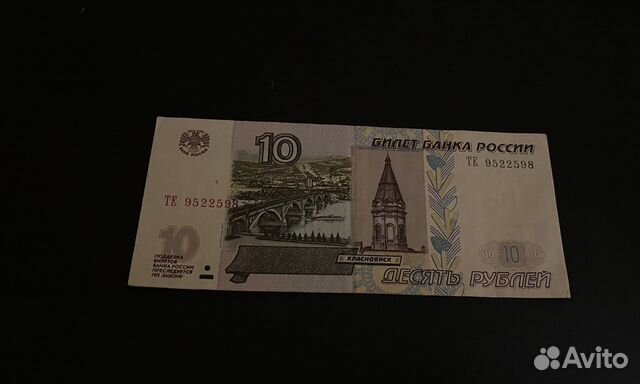 10
БИЛЕТ БАНКА РОССИИ
ТЕ 9522598
ТЕ 9522598
10
ПОДДЕЛКА
БИЛЕТОВ
БАНКА РОССИИ
ПРЕСЛЕДУЕТСЯ
ПО ЗАКОНУ
КРАСНОЯРСК
10
ДЕСЯТЬ РУБЛЕЙ
Avito